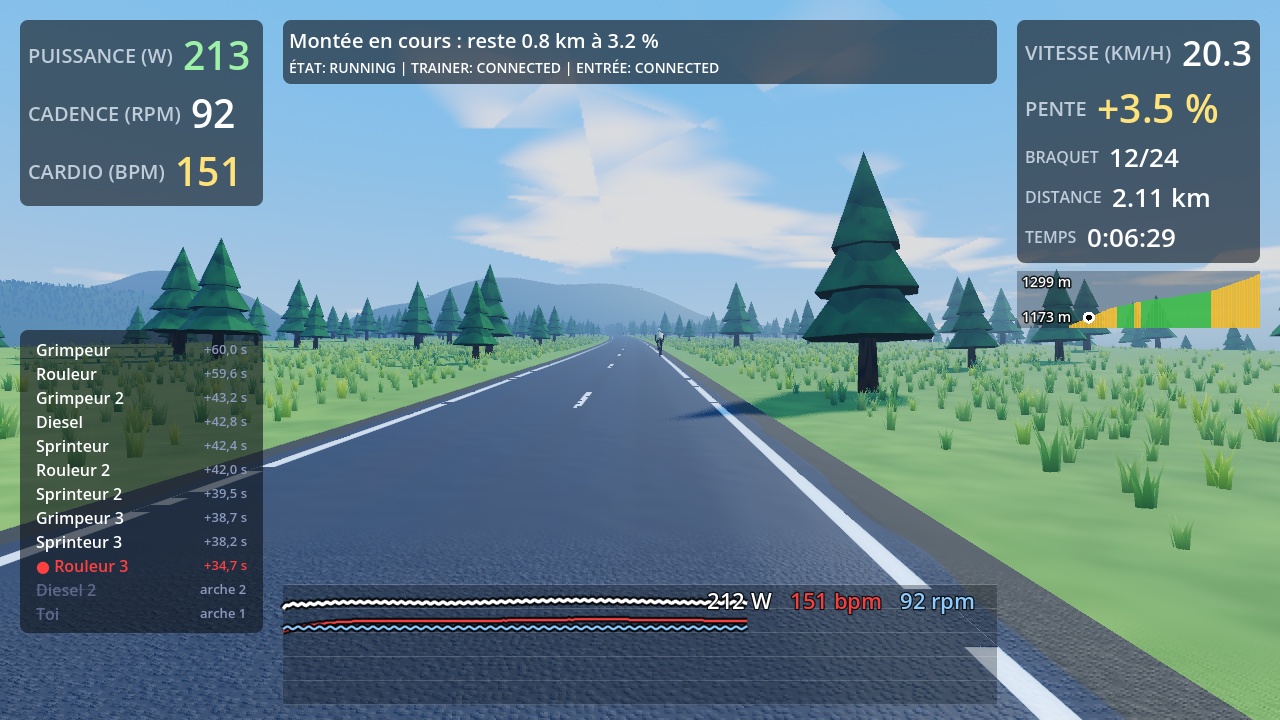 PUISSANCE (W) 213
CADENCE (RPM) 92
CARDIO (BPM) 151
Montée en cours : reste 0.8 km à 3.2 %
ÉTAT: RUNNING | TRAINER: CONNECTED | ENTRÉE: CONNECTED
VITESSE (KM/H) 20.3
PENTE +3.5 %
BRAQUET 12/24
DISTANCE 2.11 km
TEMPS 0:06:29
1299 m
1173 m
Grimpeur +60,0 s
Rouleur +59,6 s
Grimpeur 2 +43,2 s
Diesel +42,8 s
Sprinteur +42,4 s
Rouleur 2 +42,0 s
Sprinteur 2 +39,5 s
Grimpeur 3 +38,7 s
Sprinteur 3 +38,2 s
Rouleur 3 +34,7 s
Diesel 2 arche 2
Toi arche 1
212 W 151 bpm 92 rpm